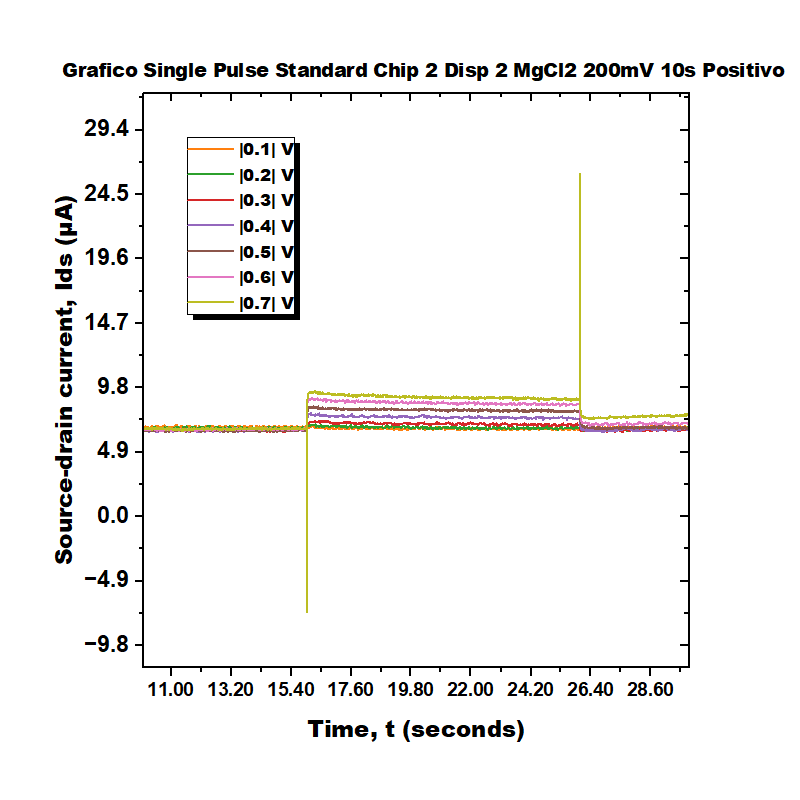 Grafico Single Pulse Standard Chip 2 Disp 2 MgCl2 200mV 10s Positivo
29.4
24.5
19.6
14.7
9.8
4.9
0.0
−4.9
−9.8
Source-drain current, Ids (µA)
|0.1| V
|0.2| V
|0.3| V
|0.4| V
|0.5| V
|0.6| V
|0.7| V
11.00 13.20 15.40 17.60 19.80 22.00 24.20 26.40 28.60
Time, t (seconds)